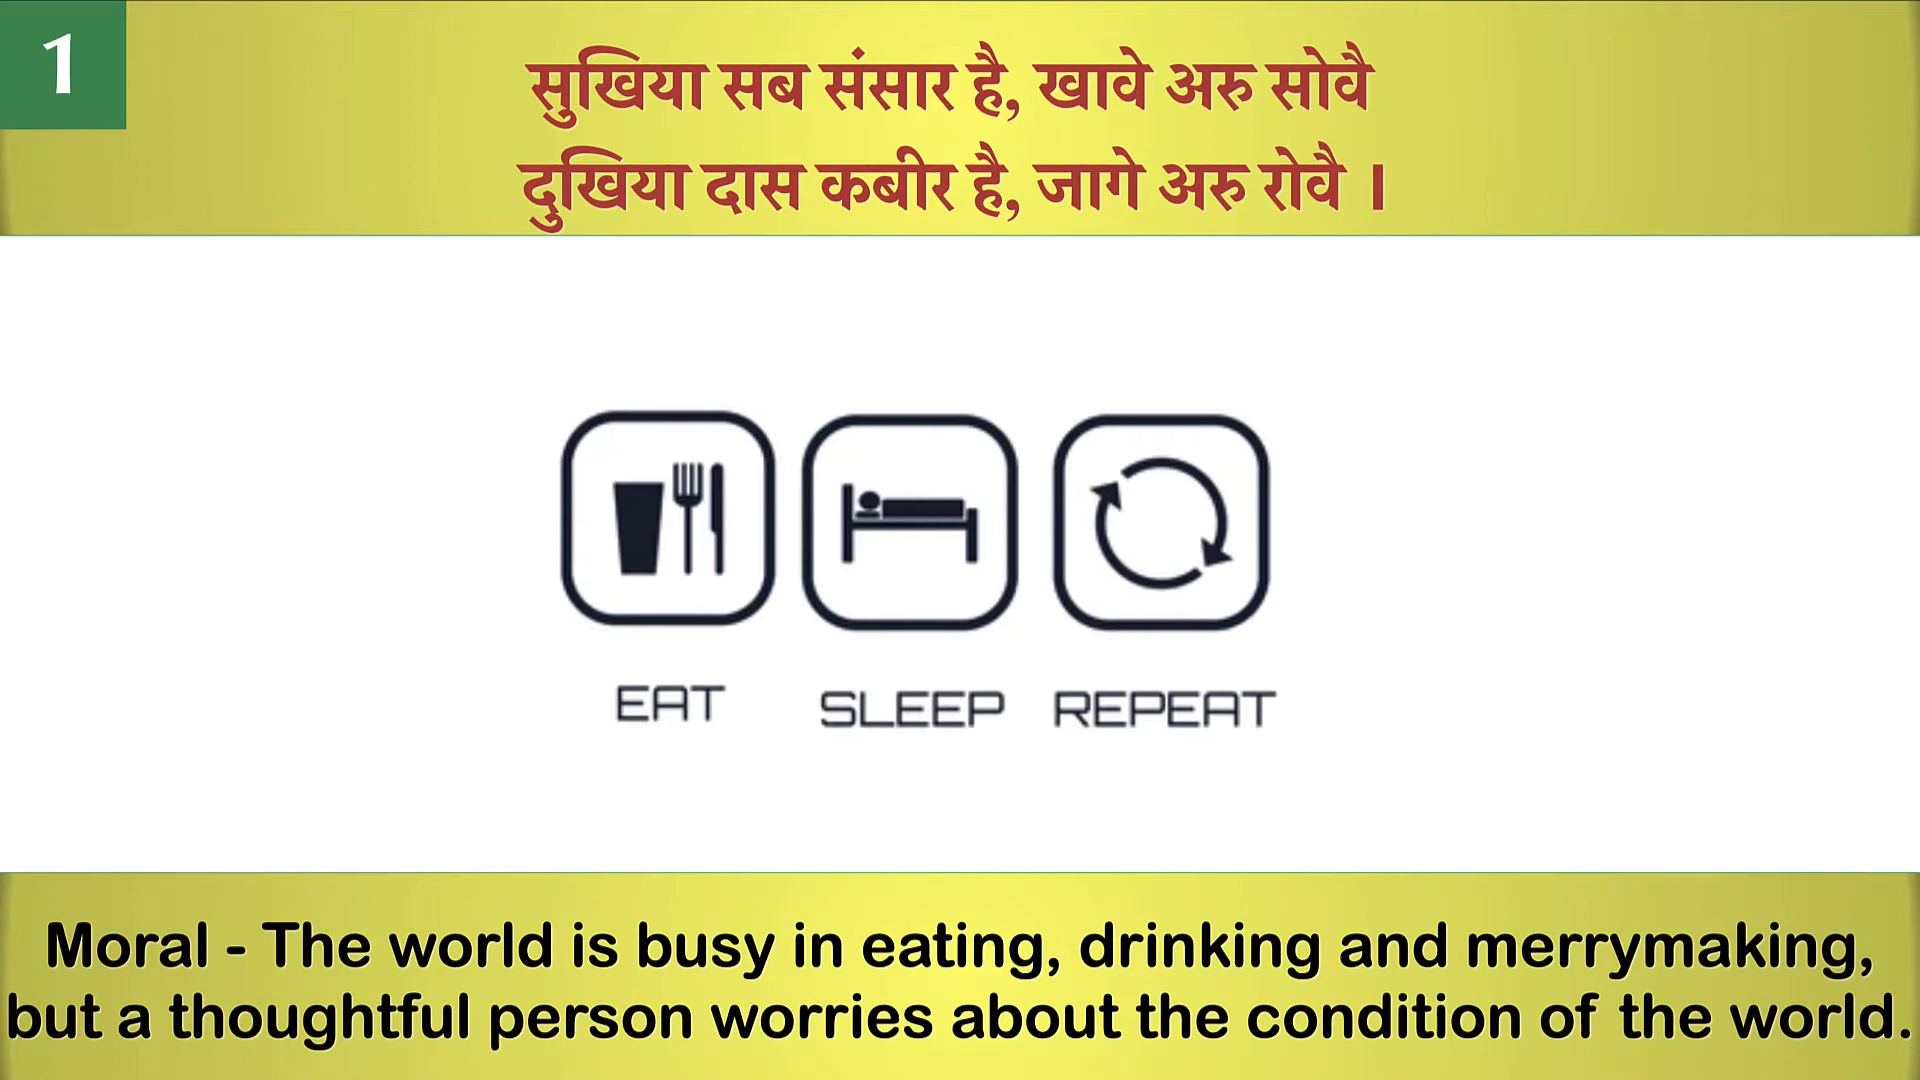 1
सुखिया सब संसार है, खावे अरु सोवै
दुखिया दास कबीर है, जागे अरु रोवै ।
EAT SLEEP REPEAT
Moral - The world is busy in eating, drinking and merrymaking,
but a thoughtful person worries about the condition of the world.